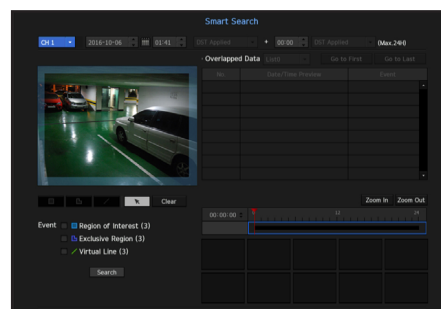 Smart Search
CH 1 2016-10-06 01:41 DST Applied + 00:00 DST Applied (Max.24H)
Overlapped Data List0 Go to First Go to Last
No. Data/Time Preview Event
Clear
Zoom In Zoom Out
00:00:00 0 12 24
Event Region of Interest (3)
Exclusive Region (3)
Virtual Line (3)
Search